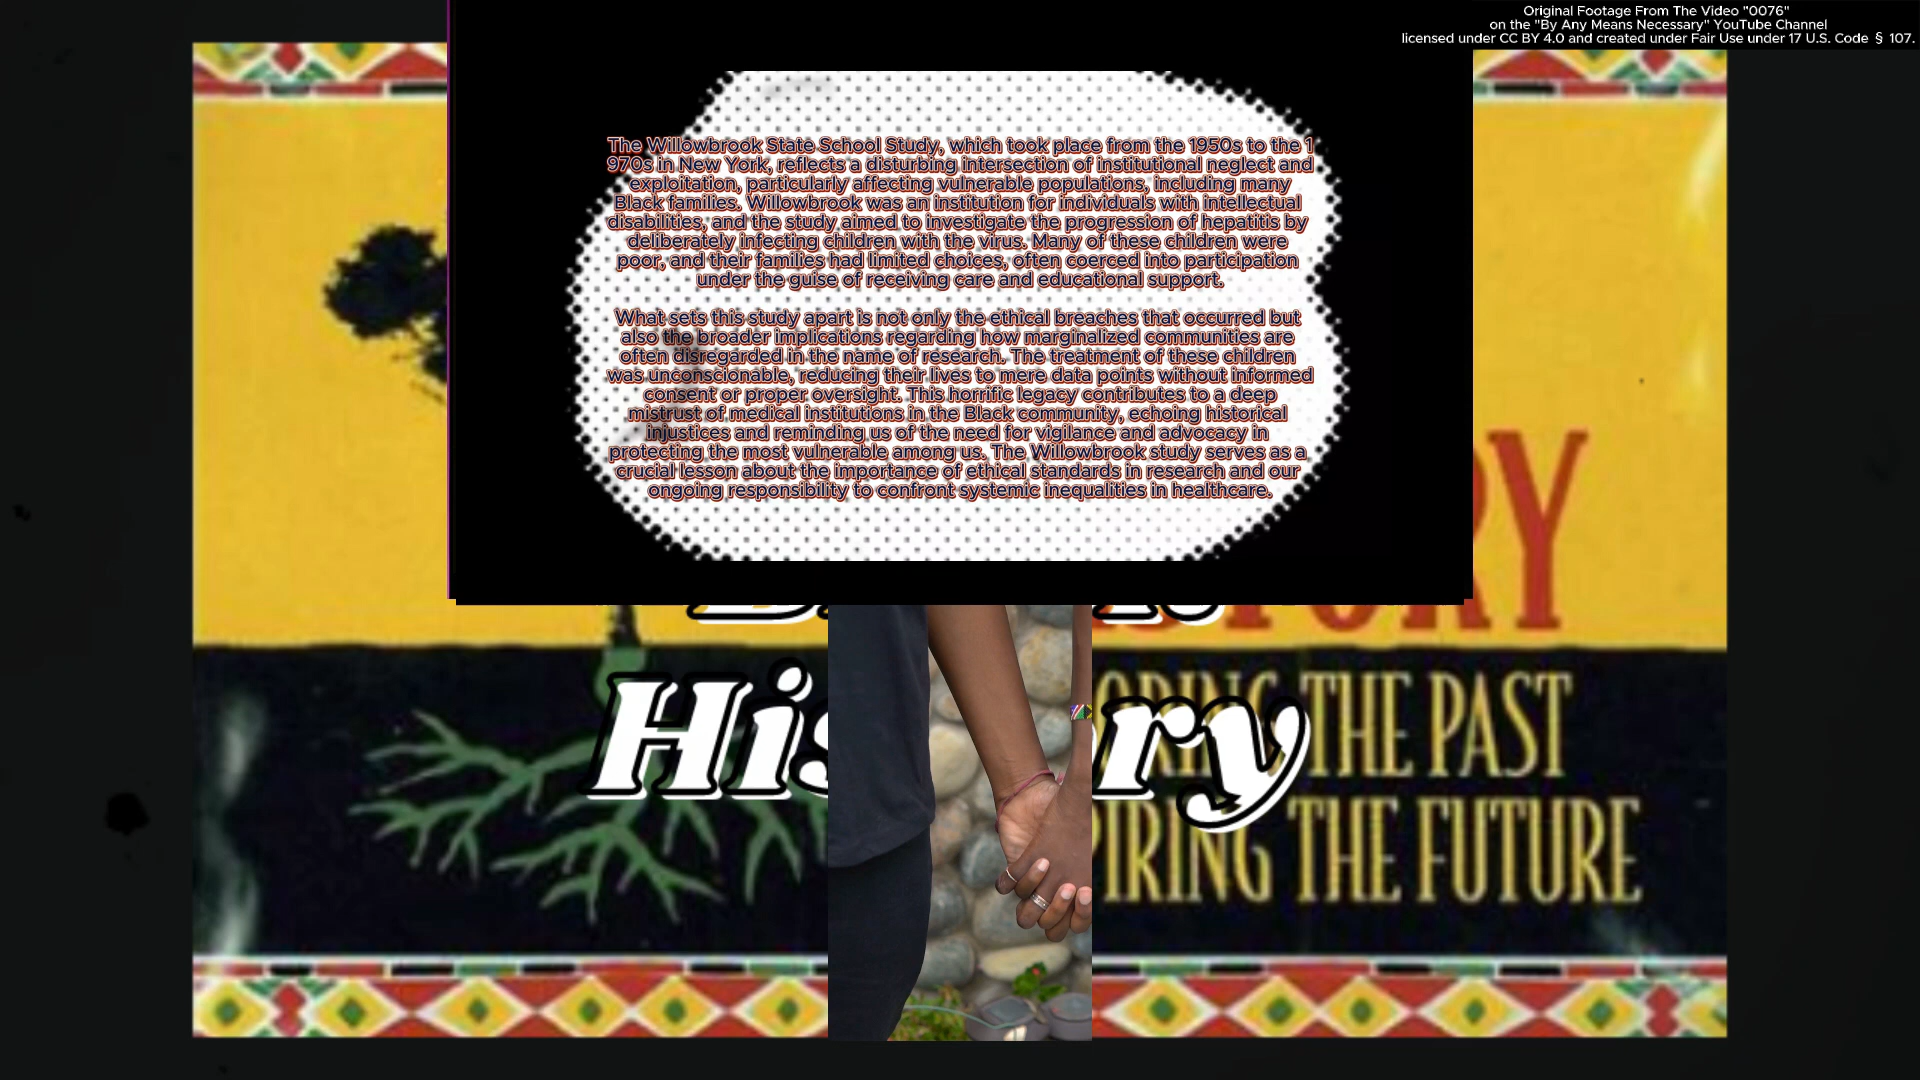 Original Footage From The Video "0076"
on the "By Any Means Necessary" YouTube Channel
licensed under CC BY 4.0 and created under Fair Use under 17 U.S. Code § 107.
The Willowbrook State School Study, which took place from the 1950s to the 1
970s in New York, reflects a disturbing intersection of institutional neglect and
exploitation, particularly affecting vulnerable populations, including many
Black families. Willowbrook was an institution for individuals with intellectual
disabilities, and the study aimed to investigate the progression of hepatitis by
deliberately infecting children with the virus. Many of these children were
poor, and their families had limited choices, often coerced into participation
under the guise of receiving care and educational support.
What sets this study apart is not only the ethical breaches that occurred but
also the broader implications regarding how marginalized communities are
often disregarded in the name of research. The treatment of these children
was unconscionable, reducing their lives to mere data points without informed
consent or proper oversight. This horrific legacy contributes to a deep
mistrust of medical institutions in the Black community, echoing historical
injustices and reminding us of the need for vigilance and advocacy in
protecting the most vulnerable among us. The Willowbrook study serves as a
crucial lesson about the importance of ethical standards in research and our
ongoing responsibility to confront systemic inequalities in healthcare.
THE PAST
THE FUTURE